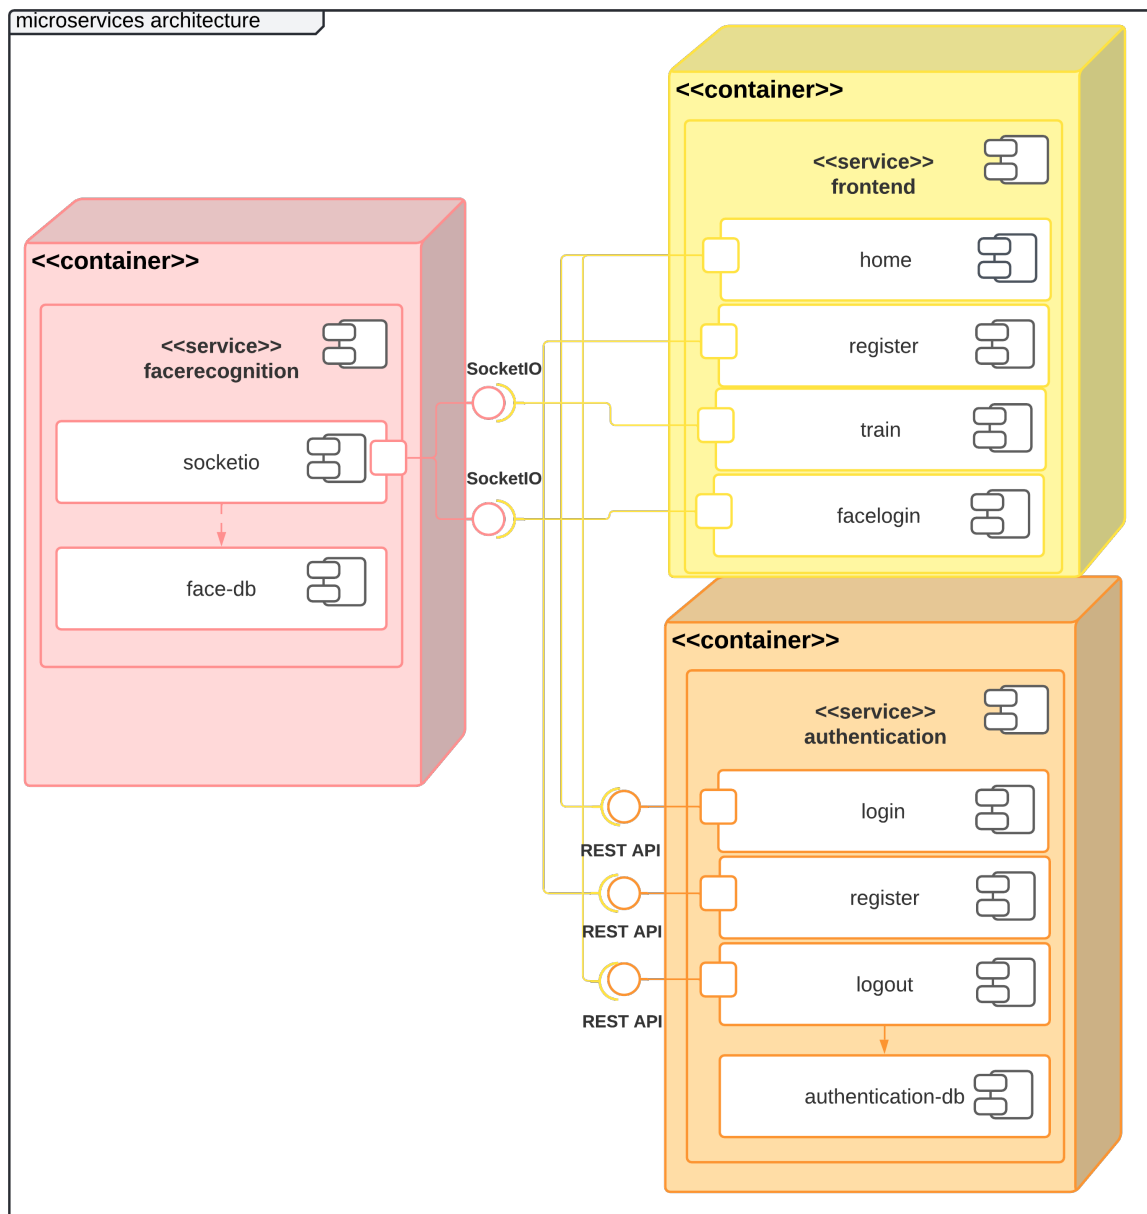 microservices architecture
<<container>>
<<service>>
frontend
home
register
train
facelogin
<<container>>
<<service>>
facerecognition
socketio
face-db
SocketIO
SocketIO
<<container>>
<<service>>
authentication
login
register
logout
authentication-db
REST API
REST API
REST API